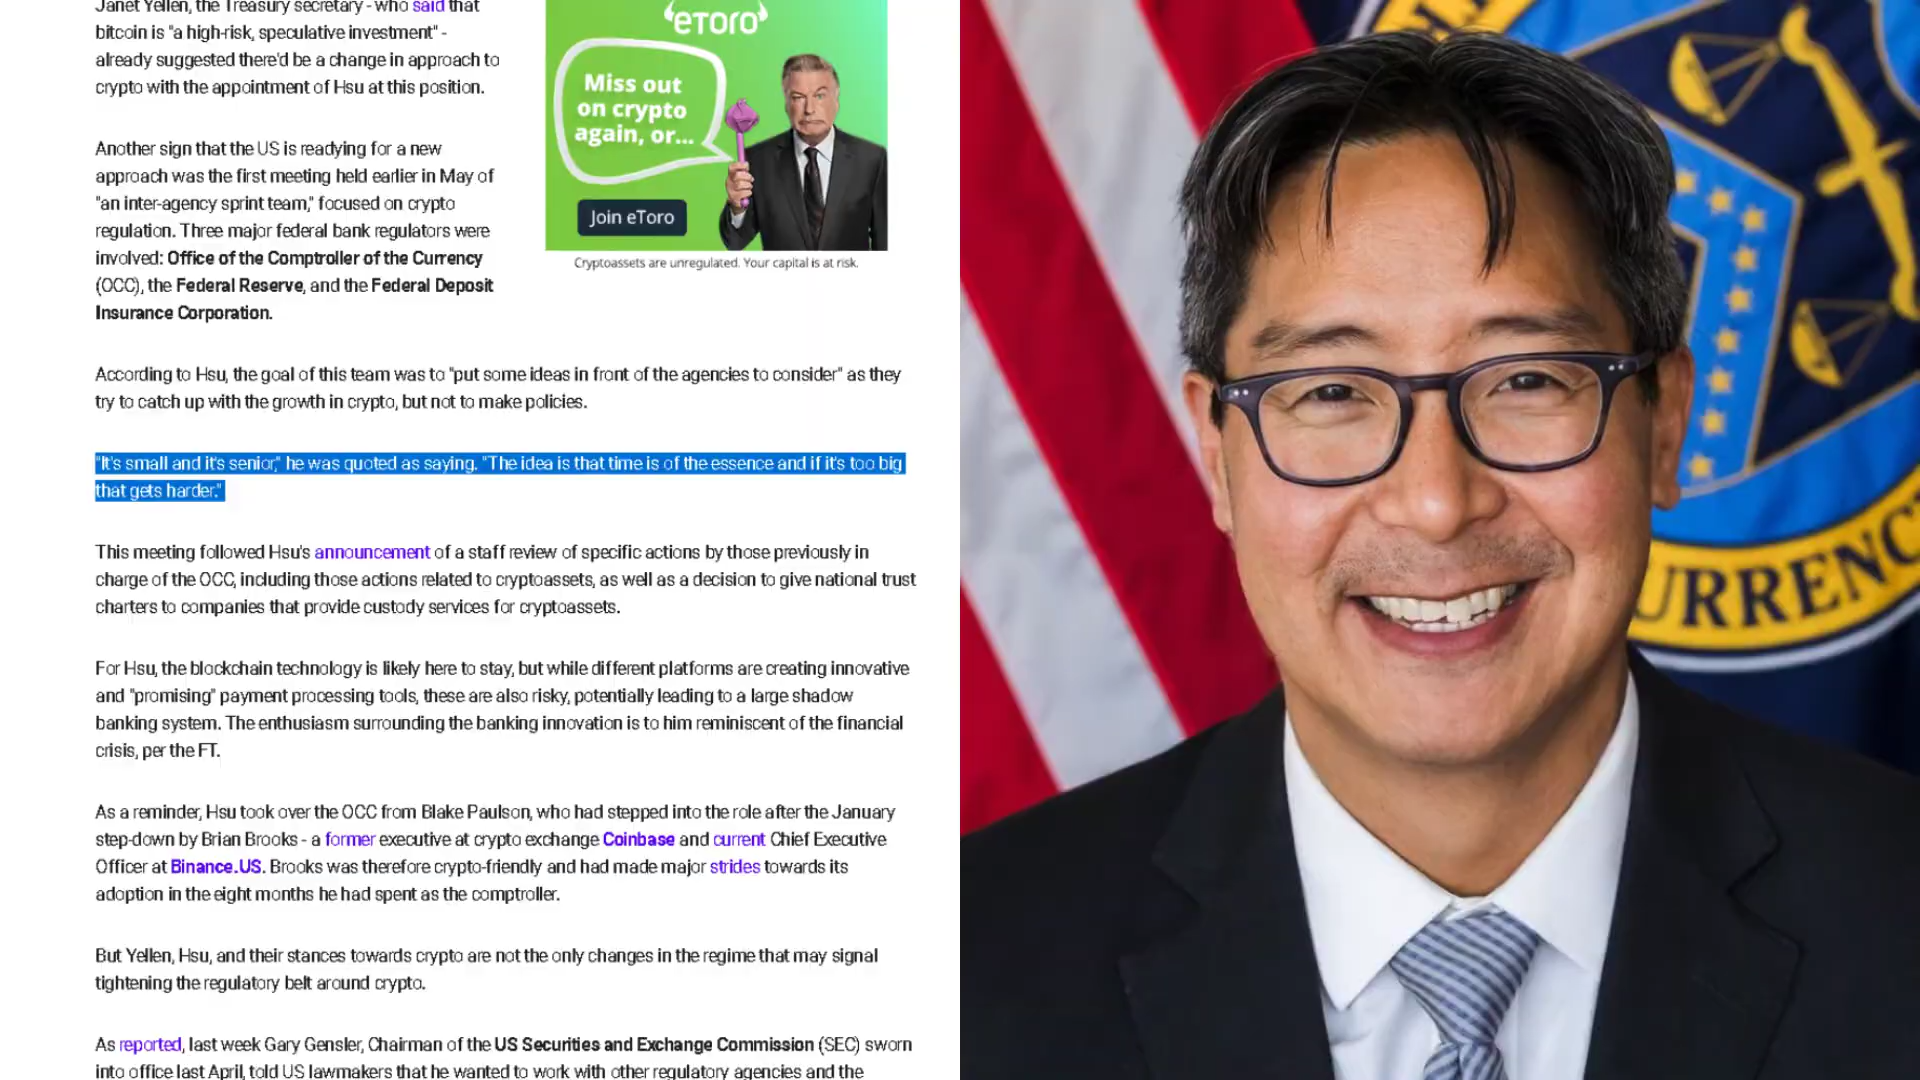 Janet Yellen, the Treasury secretary - who said that
bitcoin is "a high-risk, speculative investment" -
already suggested there'd be a change in approach to
crypto with the appointment of Hsu at this position.
Another sign that the US is readying for a new
approach was the first meeting held earlier in May of
"an inter-agency sprint team," focused on crypto
regulation. Three major federal bank regulators were
involved: Office of the Comptroller of the Currency
(OCC), the Federal Reserve, and the Federal Deposit
Insurance Corporation.
eToro
Miss out
on crypto
again, or...
Join eToro
Cryptoassets are unregulated. Your capital is at risk.
According to Hsu, the goal of this team was to "put some ideas in front of the agencies to consider" as they
try to catch up with the growth in crypto, but not to make policies.
"It's small and it's senior," he was quoted as saying. "The idea is that time is of the essence and if it's too big
that gets harder."
This meeting followed Hsu's announcement of a staff review of specific actions by those previously in
charge of the OCC, including those actions related to cryptoassets, as well as a decision to give national trust
charters to companies that provide custody services for cryptoassets.
For Hsu, the blockchain technology is likely here to stay, but while different platforms are creating innovative
and "promising" payment processing tools, these are also risky, potentially leading to a large shadow
banking system. The enthusiasm surrounding the banking innovation is to him reminiscent of the financial
crisis, per the FT.
As a reminder, Hsu took over the OCC from Blake Paulson, who had stepped into the role after the January
step-down by Brian Brooks - a former executive at crypto exchange Coinbase and current Chief Executive
Officer at Binance.US. Brooks was therefore crypto-friendly and had made major strides towards its
adoption in the eight months he had spent as the comptroller.
But Yellen, Hsu, and their stances towards crypto are not the only changes in the regime that may signal
tightening the regulatory belt around crypto.
As reported, last week Gary Gensler, Chairman of the US Securities and Exchange Commission (SEC) sworn
into office last April, told US lawmakers that he wanted to work with other regulatory agencies and the
URRENC